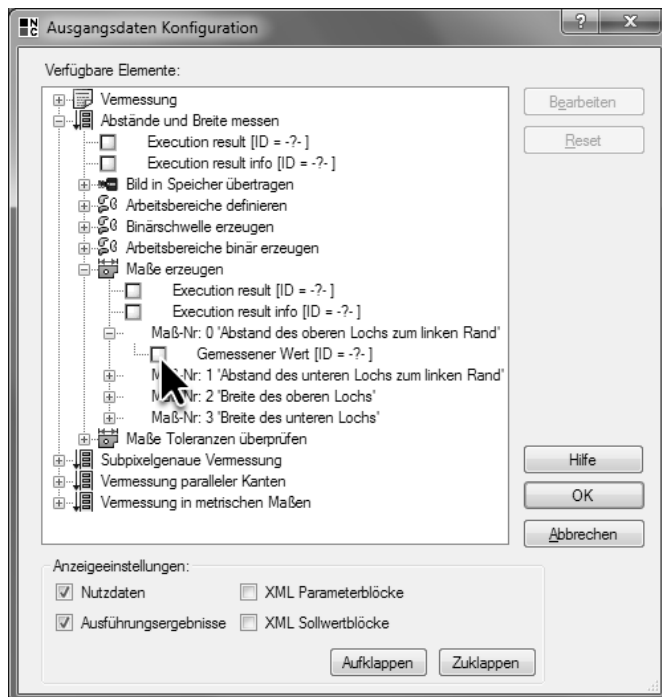 Ausgangsdaten Konfiguration
Verfügbare Elemente:
Vermessung
Abstände und Breite messen
Execution result [ID = -?- ]
Execution result info [ID = -?- ]
Bild in Speicher übertragen
Arbeitsbereiche definieren
Binärschwelle erzeugen
Arbeitsbereiche binär erzeugen
Maße erzeugen
Execution result [ID = -?- ]
Execution result info [ID = -?- ]
Maß-Nr: 0 'Abstand des oberen Lochs zum linken Rand'
Gemessener Wert [ID = -?- ]
Maß-Nr: 1 'Abstand des unteren Lochs zum linken Rand'
Maß-Nr: 2 'Breite des oberen Lochs'
Maß-Nr: 3 'Breite des unteren Lochs'
Maße Toleranzen überprüfen
Subpixelgenaue Vermessung
Vermessung paralleler Kanten
Vermessung in metrischen Maßen
Bearbeiten
Reset
Hilfe
OK
Abbrechen
Anzeigeeinstellungen:
Nutzdaten
XML Parameterblöcke
Ausführungsergebnisse
XML Sollwertblöcke
Aufklappen
Zuklappen